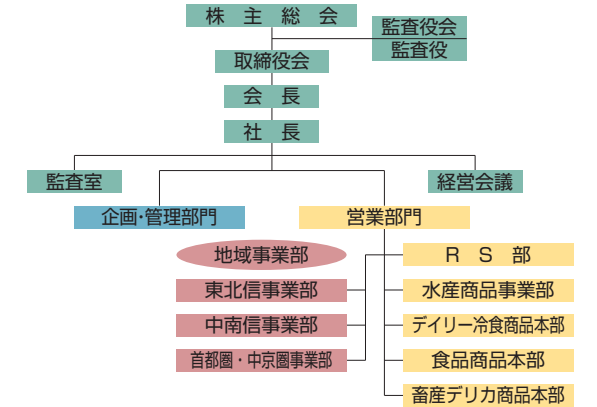 株主総会
監査役会
監査役
取締役会
会長
社長
監査室
経営会議
企画・管理部門
営業部門
地域事業部
RS部
東北信事業部
水産商品事業部
中南信事業部
デイリー冷食商品本部
首都圏・中京圏事業部
食品商品本部
畜産デリカ商品本部